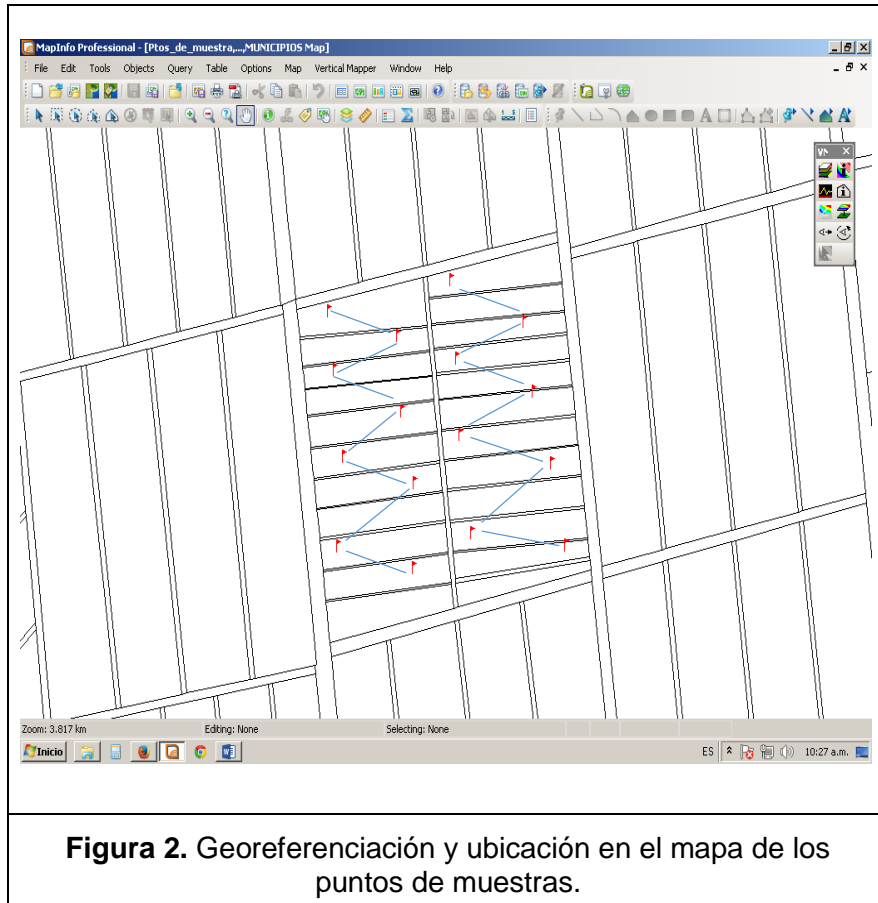 MapInfo Professional - [Ptos_de_muestra,...,MUNICIPIOS Map]
File Edit Tools Objects Query Table Options Map Vertical Mapper Window Help
Zoom: 3.817 km Editing: None Selecting: None
Inicio ES 10:27 a.m.
Figura 2. Georeferenciación y ubicación en el mapa de los
puntos de muestras.